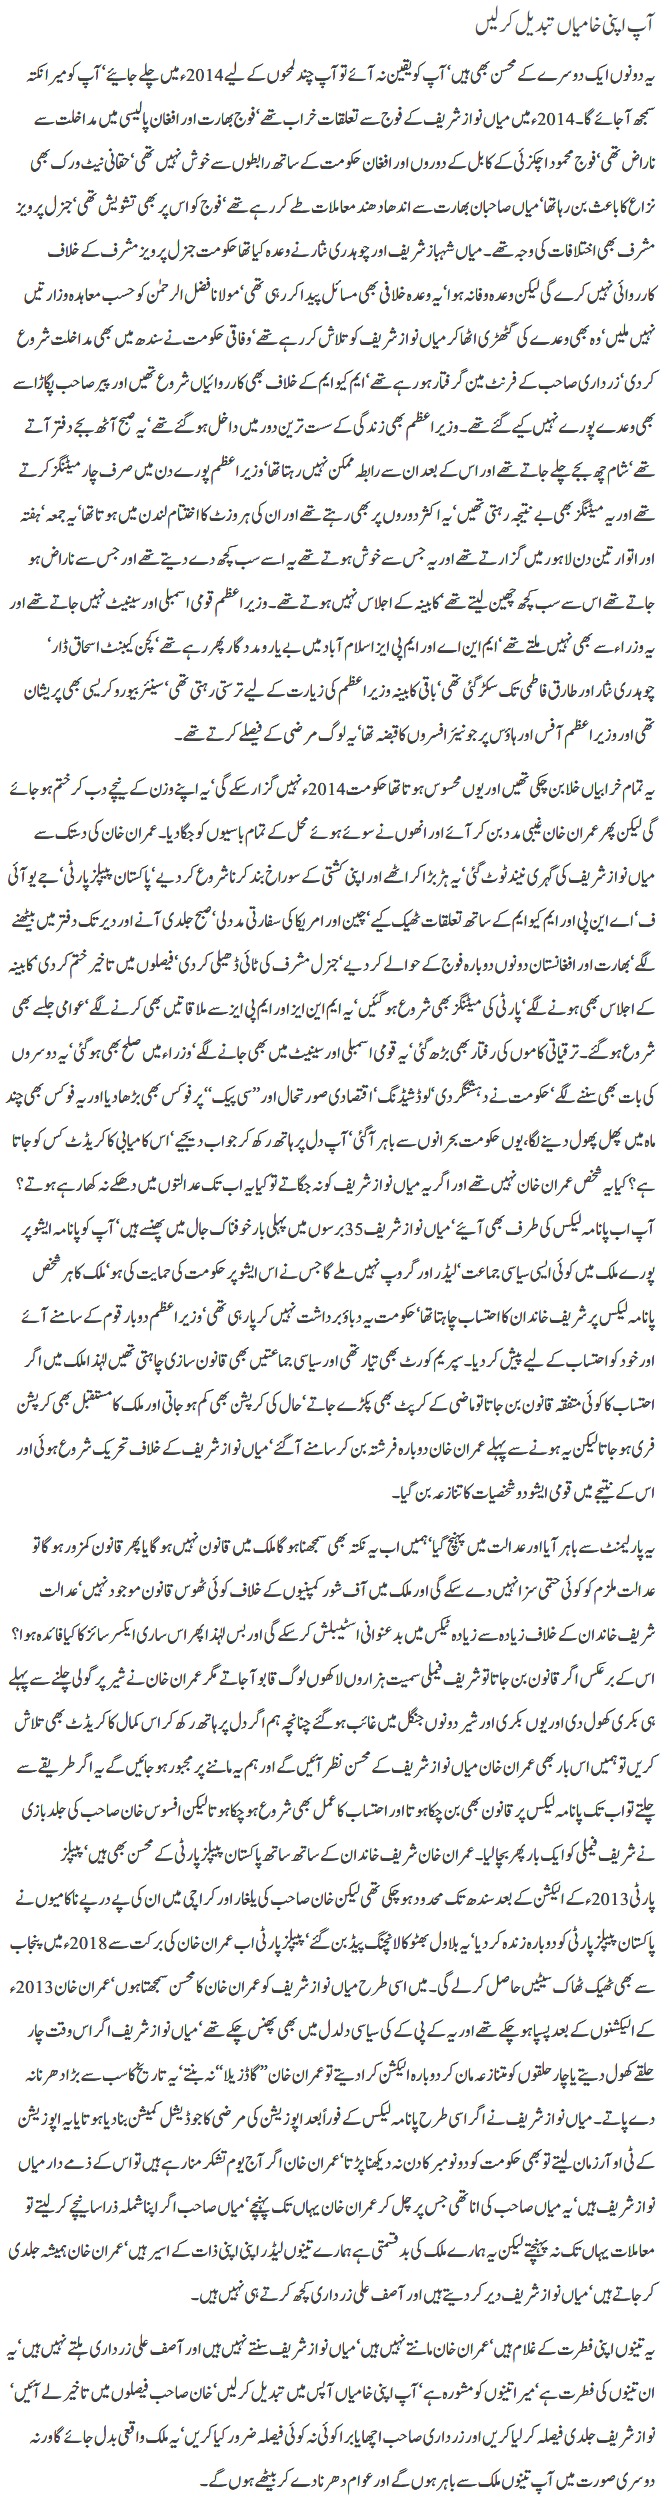 آپ اپنی خامیاں تبدیل کر لیں
یہ دونوں ایک دوسرے کے محسن بھی ہیں‘ آپ کو یقین نہ آئے تو آپ چند لمحوں کے لیے 2014ء میں چلے جائیے‘ آپ کو میرا نکتہ
سمجھ آ جائے گا۔ 2014ء میں میاں نواز شریف کے فوج سے تعلقات خراب تھے‘ فوج بھارت اور افغان پالیسی میں مداخلت سے
ناراض تھی‘ فوج محمود اچکزئی کے کابل کے دوروں اور افغان حکومت کے ساتھ رابطوں سے خوش نہیں تھی‘ حقانی نیٹ ورک بھی
نزاع کا باعث بن رہا تھا‘ میاں صاحبان بھارت سے اندھا دھند معاملات طے کر رہے تھے‘ فوج کو اس پر بھی تشویش تھی‘ جنرل پرویز
مشرف بھی اختلافات کی وجہ تھے۔ میاں شہباز شریف اور چوہدری نثار نے وعدہ کیا تھا حکومت جنرل پرویز مشرف کے خلاف
کارروائی نہیں کرے گی لیکن وعدہ وفا نہ ہوا‘ یہ وعدہ خلافی بھی مسائل پیدا کر رہی تھی‘ مولانا فضل الرحمٰن کو حسب معاہدہ وزارتیں
نہیں ملیں‘ وہ بھی وعدے کی گٹھڑی اٹھا کر میاں نواز شریف کو تلاش کر رہے تھے‘ وفاقی حکومت نے سندھ میں بھی مداخلت شروع
کر دی‘ زرداری صاحب کے فرنٹ مین گرفتار ہو رہے تھے‘ ایم کیو ایم کے خلاف بھی کارروائیاں شروع تھیں اور پیر صاحب پگاڑا سے
بھی وعدے پورے نہیں کیے گئے تھے۔ وزیراعظم بھی زندگی کے سست ترین دور میں داخل ہو گئے تھے‘ یہ صبح آٹھ بجے دفتر آتے
تھے‘ شام چھ بجے چلے جاتے تھے اور اس کے بعد ان سے رابطہ ممکن نہیں رہتا تھا‘ وزیراعظم پورے دن میں صرف چار میٹنگز کرتے
تھے اور یہ میٹنگز بھی بے نتیجہ رہتی تھیں‘ یہ اکثر دوروں پر بھی رہتے تھے اور ان کی ہر وزٹ کا اختتام لندن میں ہوتا تھا‘ یہ جمعہ‘ ہفتہ
اور اتوار تین دن لاہور میں گزارتے تھے اور یہ جس سے خوش ہوتے تھے یہ اسے سب کچھ دے دیتے تھے اور جس سے ناراض ہو
جاتے تھے اس سے سب کچھ چھین لیتے تھے‘ کابینہ کے اجلاس نہیں ہوتے تھے۔ وزیراعظم قومی اسمبلی اور سینیٹ نہیں جاتے تھے اور
یہ وزراء سے بھی نہیں ملتے تھے‘ ایم این اے اور ایم پی ایز اسلام آباد میں بے یارو مددگار پھر رہے تھے‘ کچن کیبنٹ اسحاق ڈار‘
چوہدری نثار اور طارق فاطمی تک سکڑ گئی تھی‘ باقی کابینہ وزیراعظم کی زیارت کے لیے ترستی رہتی تھی‘ سینئر بیورو کریسی بھی پریشان
تھی اور وزیراعظم آفس اور ہاؤس پر جونیئر افسروں کا قبضہ تھا‘ یہ لوگ مرضی کے فیصلے کرتے تھے۔
یہ تمام خرابیاں خلا بن چکی تھیں اور یوں محسوس ہوتا تھا حکومت 2014ء نہیں گزار سکے گی‘ یہ اپنے وزن کے نیچے دب کر ختم ہو جائے
گی لیکن پھر عمران خان غیبی مدد بن کر آئے اور انھوں نے سوئے ہوئے محل کے تمام باسیوں کو جگا دیا۔ عمران خان کی دستک سے
میاں نواز شریف کی گہری نیند ٹوٹ گئی‘ یہ ہڑبڑا کر اٹھے اور اپنی کشتی کے سوراخ بند کرنا شروع کر دیے‘ پاکستان پیپلز پارٹی‘ جے یو آئی
ف‘ اے این پی اور ایم کیو ایم کے ساتھ تعلقات ٹھیک کیے‘ چین اور امریکا کی سفارتی مدد لی‘ صبح جلدی آنے اور دیر تک دفتر میں بیٹھنے
لگے‘ بھارت اور افغانستان دونوں دوبارہ فوج کے حوالے کر دیے‘ جنرل مشرف کی ٹائی ڈھیلی کر دی‘ فیصلوں میں تاخیر ختم کر دی‘ کابینہ
کے اجلاس بھی ہونے لگے‘ پارٹی کی میٹنگز بھی شروع ہو گئیں‘ یہ ایم این ایز اور ایم پی ایز سے ملاقاتیں بھی کرنے لگے‘ عوامی جلسے بھی
شروع ہو گئے۔ ترقیاتی کاموں کی رفتار بھی بڑھ گئی‘ یہ قومی اسمبلی اور سینیٹ میں بھی جانے لگے‘ وزراء میں صلح بھی ہو گئی‘ یہ دوسروں
کی بات بھی سننے لگے‘ حکومت نے دہشتگردی‘ لوڈ شیڈنگ‘ اقتصادی صورتحال اور ’’سی پیک‘‘ پر فوکس بھی بڑھا دیا اور یہ فوکس بھی چند
ماہ میں پھل پھول دینے لگا، یوں حکومت بحرانوں سے باہر آ گئی‘ آپ دل پر ہاتھ رکھ کر جواب دیجیے‘ اس کامیابی کا کریڈٹ کس کو جاتا
ہے؟ کیا یہ شخص عمران خان نہیں تھے اور اگر یہ میاں نواز شریف کو نہ جگاتے تو کیا یہ اب تک عدالتوں میں دھکے نہ کھا رہے ہوتے؟
آپ اب پانامہ لیکس کی طرف بھی آئیے‘ میاں نواز شریف 35 برسوں میں پہلی بار خوفناک جال میں پھنسے ہیں‘ آپ کو پانامہ ایشو پر
پورے ملک میں کوئی ایسی سیاسی جماعت‘ لیڈر اور گروپ نہیں ملے گا جس نے اس ایشو پر حکومت کی حمایت کی ہو‘ ملک کا ہر شخص
پانامہ لیکس پر شریف خاندان کا احتساب چاہتا تھا‘ حکومت یہ دباؤ برداشت نہیں کر پا رہی تھی‘ وزیراعظم دو بار قوم کے سامنے آئے
اور خود کو احتساب کے لیے پیش کر دیا۔ سپریم کورٹ بھی تیار تھی اور سیاسی جماعتیں بھی قانون سازی چاہتی تھیں لہٰذا ملک میں اگر
احتساب کا کوئی متفقہ قانون بن جاتا تو ماضی کے کرپٹ بھی پکڑے جاتے‘ حال کی کرپشن بھی کم ہو جاتی اور ملک کا مستقبل بھی کرپشن
فری ہو جاتا لیکن یہ ہونے سے پہلے عمران خان دوبارہ فرشتہ بن کر سامنے آ گئے‘ میاں نواز شریف کے خلاف تحریک شروع ہوئی اور
اس کے نتیجے میں قومی ایشو دو شخصیات کا تنازعہ بن گیا۔
یہ پارلیمنٹ سے باہر آیا اور عدالت میں پہنچ گیا‘ ہمیں اب یہ نکتہ بھی سمجھنا ہو گا ملک میں قانون نہیں ہو گا یا پھر قانون کمزور ہو گا تو
عدالت ملزم کو کوئی حتمی سزا نہیں دے سکے گی اور ملک میں آف شور کمپنیوں کے خلاف کوئی ٹھوس قانون موجود نہیں‘ عدالت
شریف خاندان کے خلاف زیادہ سے زیادہ ٹیکس میں بدعنوانی اسٹیبلش کر سکے گی اور بس لہٰذا پھر اس ساری ایکسرسائز کا کیا فائدہ ہوا؟
اس کے برعکس اگر قانون بن جاتا تو شریف فیملی سمیت ہزاروں لاکھوں لوگ قابو آ جاتے مگر عمران خان نے شیر پر گولی چلنے سے پہلے
ہی بکری کھول دی اور یوں بکری اور شیر دونوں جنگل میں غائب ہو گئے چنانچہ ہم اگر دل پر ہاتھ رکھ کر اس کمال کا کریڈٹ بھی تلاش
کریں تو ہمیں اس بار بھی عمران خان میاں نواز شریف کے محسن نظر آئیں گے اور ہم یہ ماننے پر مجبور ہو جائیں گے یہ اگر طریقے سے
چلتے تو اب تک پانامہ لیکس پر قانون بھی بن چکا ہوتا اور احتساب کا عمل بھی شروع ہو چکا ہوتا لیکن افسوس خان صاحب کی جلد بازی
نے شریف فیملی کو ایک بار پھر بچا لیا۔ عمران خان شریف خاندان کے ساتھ ساتھ پاکستان پیپلز پارٹی کے محسن بھی ہیں‘ پیپلز
پارٹی 2013ء کے الیکشن کے بعد سندھ تک محدود ہو چکی تھی لیکن خان صاحب کی یلغار اور کراچی میں ان کی پے درپے ناکامیوں نے
پاکستان پیپلز پارٹی کو دوبارہ زندہ کر دیا‘ یہ بلاول بھٹو کا لانچنگ پیڈ بن گئے‘ پیپلز پارٹی اب عمران خان کی برکت سے 2018ء میں پنجاب
سے بھی ٹھیک ٹھاک سیٹیں حاصل کر لے گی۔ میں اسی طرح میاں نواز شریف کو عمران خان کا محسن سمجھتا ہوں‘ عمران خان 2013ء
کے الیکشنوں کے بعد پسپا ہو چکے تھے اور یہ کے پی کے کی سیاسی دلدل میں بھی پھنس چکے تھے‘ میاں نواز شریف اگر اس وقت چار
حلقے کھول دیتے یا چار حلقوں کو متنازعہ مان کر دوبارہ الیکشن کرا دیتے تو عمران خان ’’گاڈزیلا‘‘ نہ بنتے‘ یہ تاریخ کا سب سے بڑا دھرنا نہ
دے پاتے۔ میاں نواز شریف نے اگر اسی طرح پانامہ لیکس کے فوراً بعد اپوزیشن کی مرضی کا جوڈیشل کمیشن بنا دیا ہوتا یا یہ اپوزیشن
کے ٹی او آرز مان لیتے تو بھی حکومت کو دو نومبر کا دن نہ دیکھنا پڑتا‘ عمران خان اگر آج یوم تشکر منا رہے ہیں تو اس کے ذمے دار میاں
نواز شریف ہیں‘ یہ میاں صاحب کی انا تھی جس پر چل کر عمران خان یہاں تک پہنچے‘ میاں صاحب اگر اپنا شملہ ذرا سا نیچے کر لیتے تو
معاملات یہاں تک نہ پہنچتے لیکن یہ ہمارے ملک کی بدقسمتی ہے ہمارے تینوں لیڈر اپنی اپنی ذات کے اسیر ہیں‘ عمران خان ہمیشہ جلدی
کر جاتے ہیں‘ میاں نواز شریف دیر کر دیتے ہیں اور آصف علی زرداری کچھ کرتے ہی نہیں ہیں۔
یہ تینوں اپنی فطرت کے غلام ہیں‘ عمران خان مانتے نہیں ہیں‘ میاں نواز شریف سنتے نہیں ہیں اور آصف علی زرداری ہلتے نہیں ہیں‘ یہ
ان تینوں کی فطرت ہے‘ میرا تینوں کو مشورہ ہے‘ آپ اپنی خامیاں آپس میں تبدیل کر لیں‘ خان صاحب فیصلوں میں تاخیر لے آئیں‘
نواز شریف جلدی فیصلہ کر لیا کریں اور زرداری صاحب اچھا یا برا کوئی نہ کوئی فیصلہ ضرور کیا کریں‘ یہ ملک واقعی بدل جائے گا ورنہ
دوسری صورت میں آپ تینوں ملک سے باہر ہوں گے اور عوام دھرنا دے کر بیٹھے ہوں گے۔